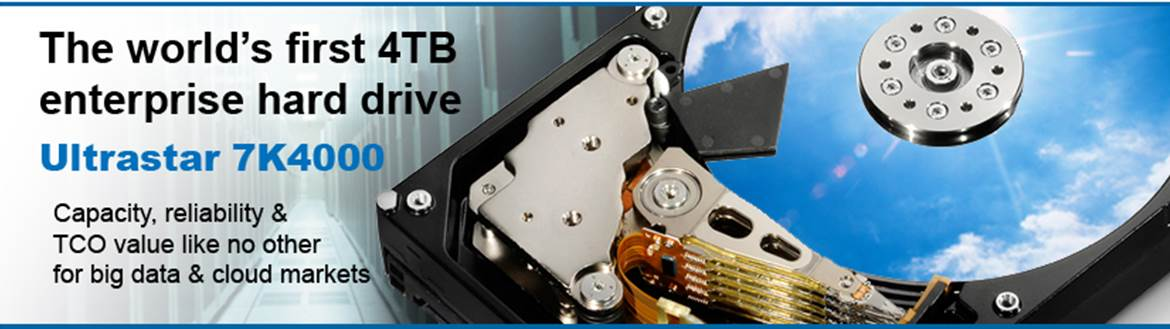 The world’s first 4TB
enterprise hard drive
Ultrastar 7K4000
Capacity, reliability &
TCO value like no other
for big data & cloud markets